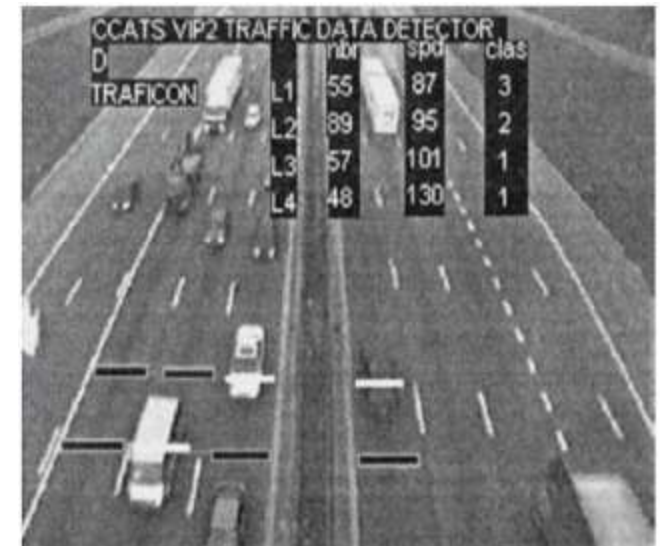 CCATS VIP2 TRAFFIC DATA DETECTOR
D nbr spd clas
TRAFICON L1 55 87 3
L2 89 95 2
L3 57 101 1
L4 48 130 1